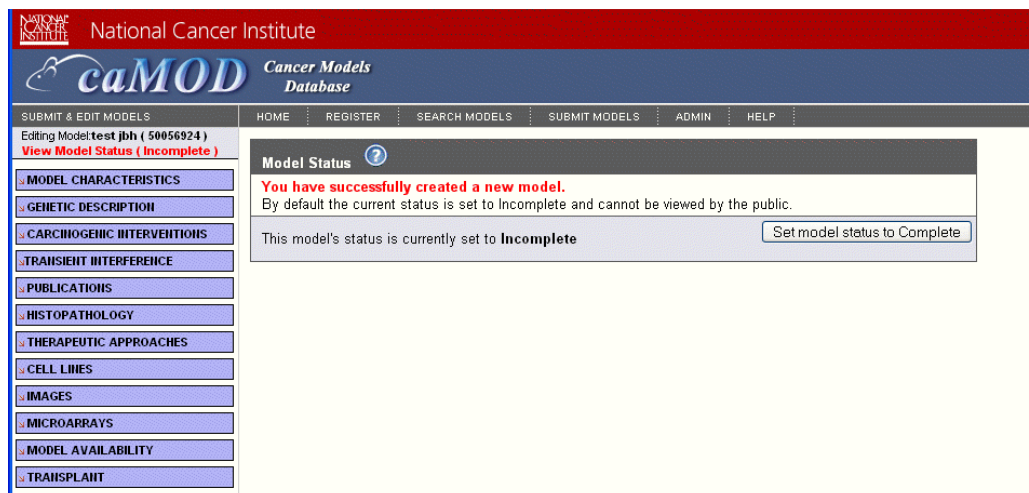 NATIONAL
CANCER
INSTITUTE
National Cancer Institute
caMOD
Cancer Models
Database
SUBMIT & EDIT MODELS
HOME
REGISTER
SEARCH MODELS
SUBMIT MODELS
ADMIN
HELP
Editing Model:test jbh ( 50056924 )
View Model Status ( Incomplete )
MODEL CHARACTERISTICS
GENETIC DESCRIPTION
CARCINOGENIC INTERVENTIONS
TRANSIENT INTERFERENCE
PUBLICATIONS
HISTOPATHOLOGY
THERAPEUTIC APPROACHES
CELL LINES
IMAGES
MICROARRAYS
MODEL AVAILABILITY
TRANSPLANT
Model Status ?
You have successfully created a new model.
By default the current status is set to Incomplete and cannot be viewed by the public.
This model's status is currently set to Incomplete
Set model status to Complete